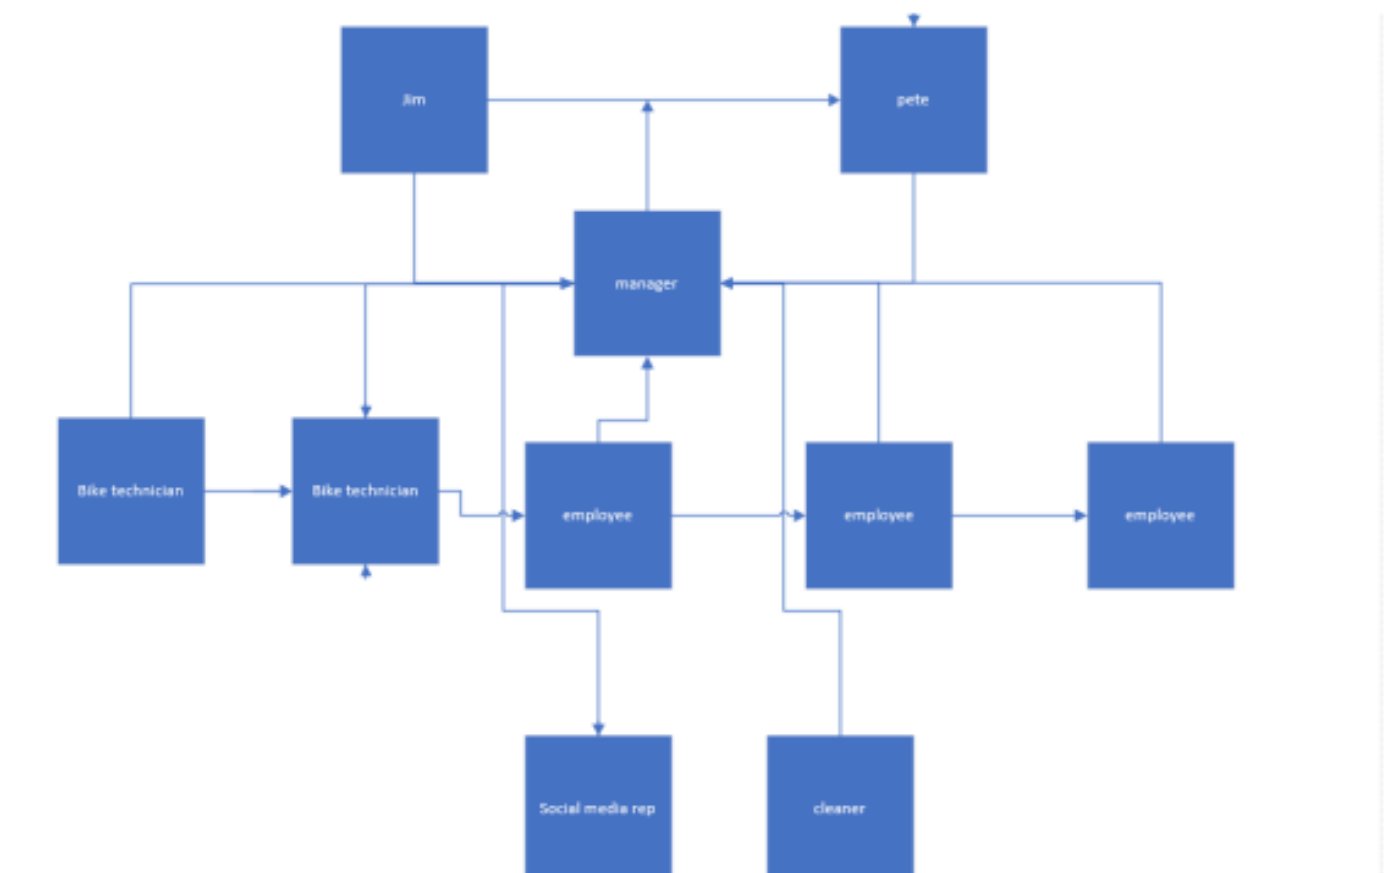 Jim
pete
manager
Bike technician
Bike technician
employee
employee
employee
Social media rep
cleaner